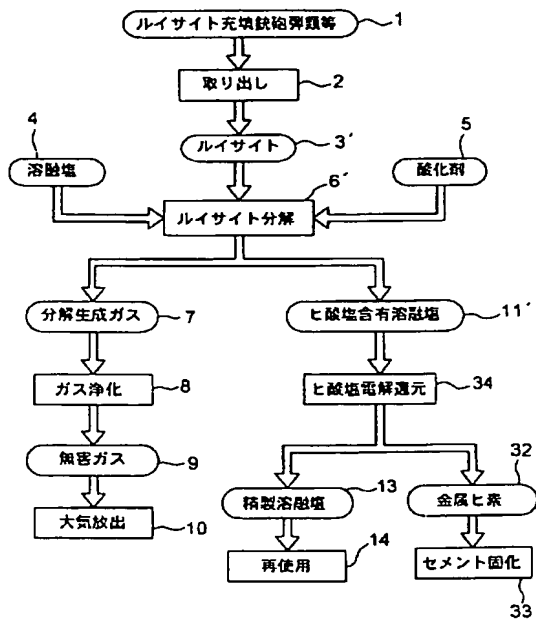 ルイサイト充填銃砲弾類等
1
取り出し
2
4
ルイサイト
3´
5
溶融塩
酸化剤
6´
ルイサイト分解
分解生成ガス
7
ヒ酸塩含有溶融塩
11´
ガス浄化
8
ヒ酸塩電解還元
34
無害ガス
9
32
精製溶融塩
13
金属ヒ素
大気放出
10
再使用
14
セメント固化
33